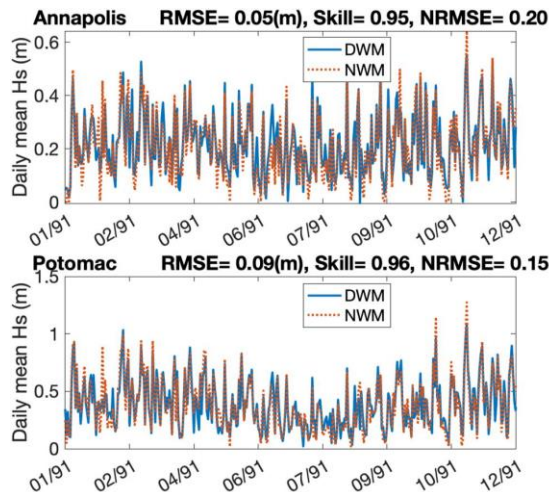 Annapolis RMSE= 0.05(m), Skill= 0.95, NRMSE= 0.20
Daily mean Hs (m)
0.6
0.4
0.2
0
DWM
NWM
01/91 02/91 04/91 06/91 07/91 09/91 10/91 12/91
Potomac RMSE= 0.09(m), Skill= 0.96, NRMSE= 0.15
Daily mean Hs (m)
1.5
1
0.5
0
DWM
NWM
01/91 02/91 04/91 06/91 07/91 09/91 10/91 12/91